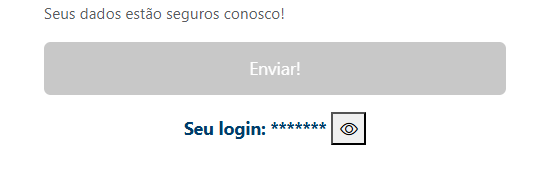 Seus dados estão seguros conosco!
Enviar!
Seu login: *******